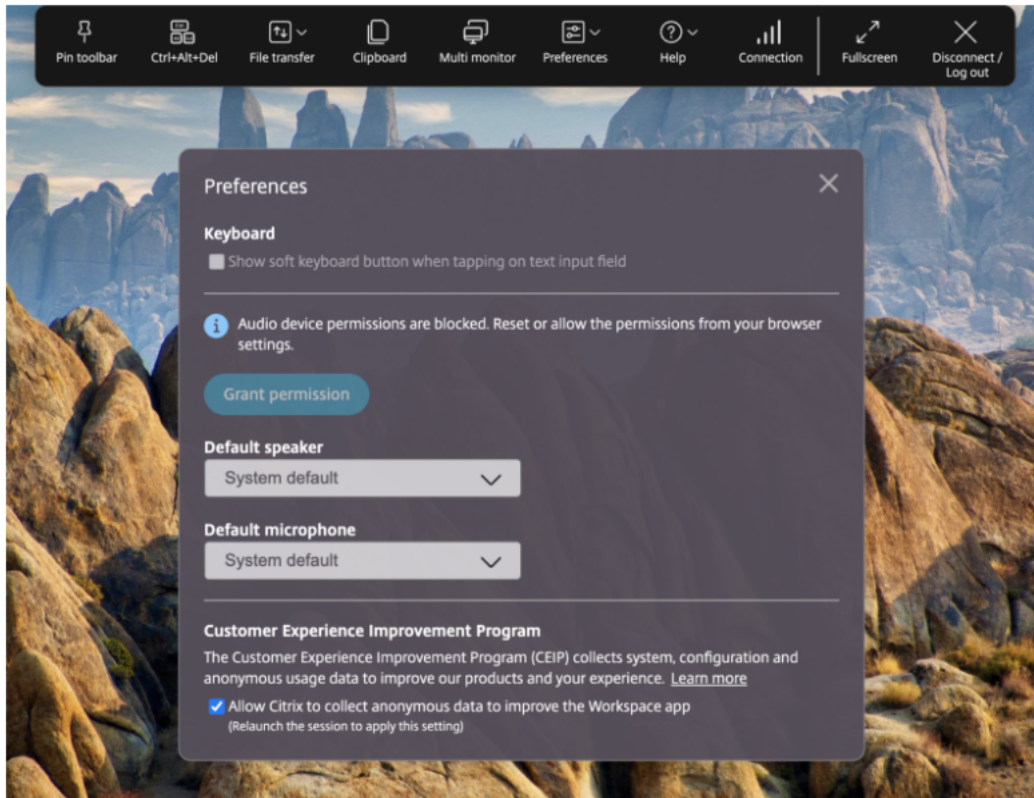 Pin toolbar
Ctrl+Alt+Del
File transfer
Clipboard
Multi monitor
Preferences
Help
Connection
Fullscreen
Disconnect /
Log out
Preferences
Keyboard
Show soft keyboard button when tapping on text input field
Audio device permissions are blocked. Reset or allow the permissions from your browser
settings.
Grant permission
Default speaker
System default
Default microphone
System default
Customer Experience Improvement Program
The Customer Experience Improvement Program (CEIP) collects system, configuration and
anonymous usage data to improve our products and your experience. Learn more
Allow Citrix to collect anonymous data to improve the Workspace app
(Relaunch the session to apply this setting)